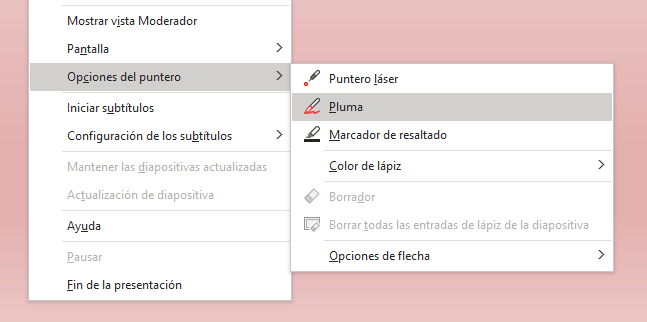 Mostrar vista Moderador
Pantalla
Opciones del puntero
Iniciar subtítulos
Configuración de los subtítulos
Mantener las diapositivas actualizadas
Actualización de diapositiva
Ayuda
Pausar
Fin de la presentación
Puntero láser
Pluma
Marcador de resaltado
Color de lápiz
Borrador
Borrar todas las entradas de lápiz de la diapositiva
Opciones de flecha